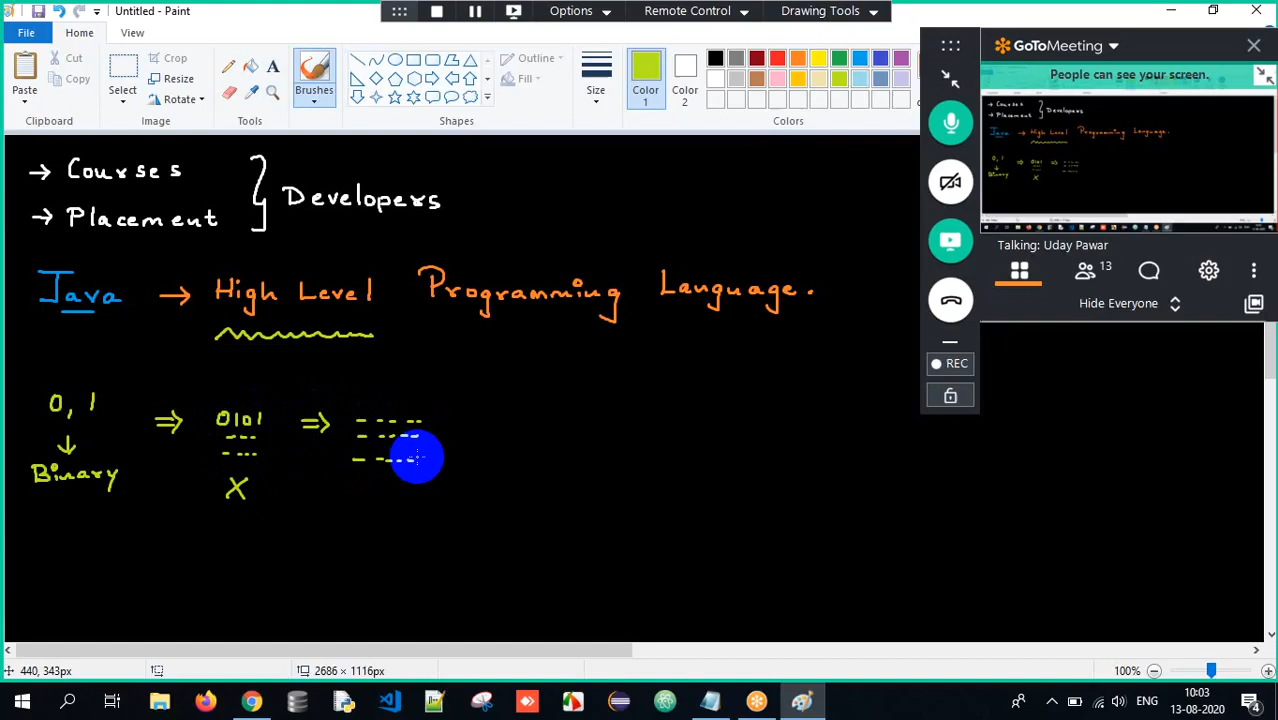 Untitled - Paint
Options
Remote Control
Drawing Tools
File
Home
View
Paste
Cut
Copy
Clipboard
Select
Crop
Resize
Rotate
Image
Tools
Brushes
Outline
Fill
Shapes
Size
Color
1
Color
2
Colors
GoToMeeting
People can see your screen.
→ Courses
→ Placement
} Developers
Java → High Level Programming Language.
0, 1 ⇒ 0101 ⇒
↓
Binary
X
Talking: Uday Pawar
13
Hide Everyone
REC
440, 343px
2686 × 1116px
100%
ENG
10:03
13-08-2020
4